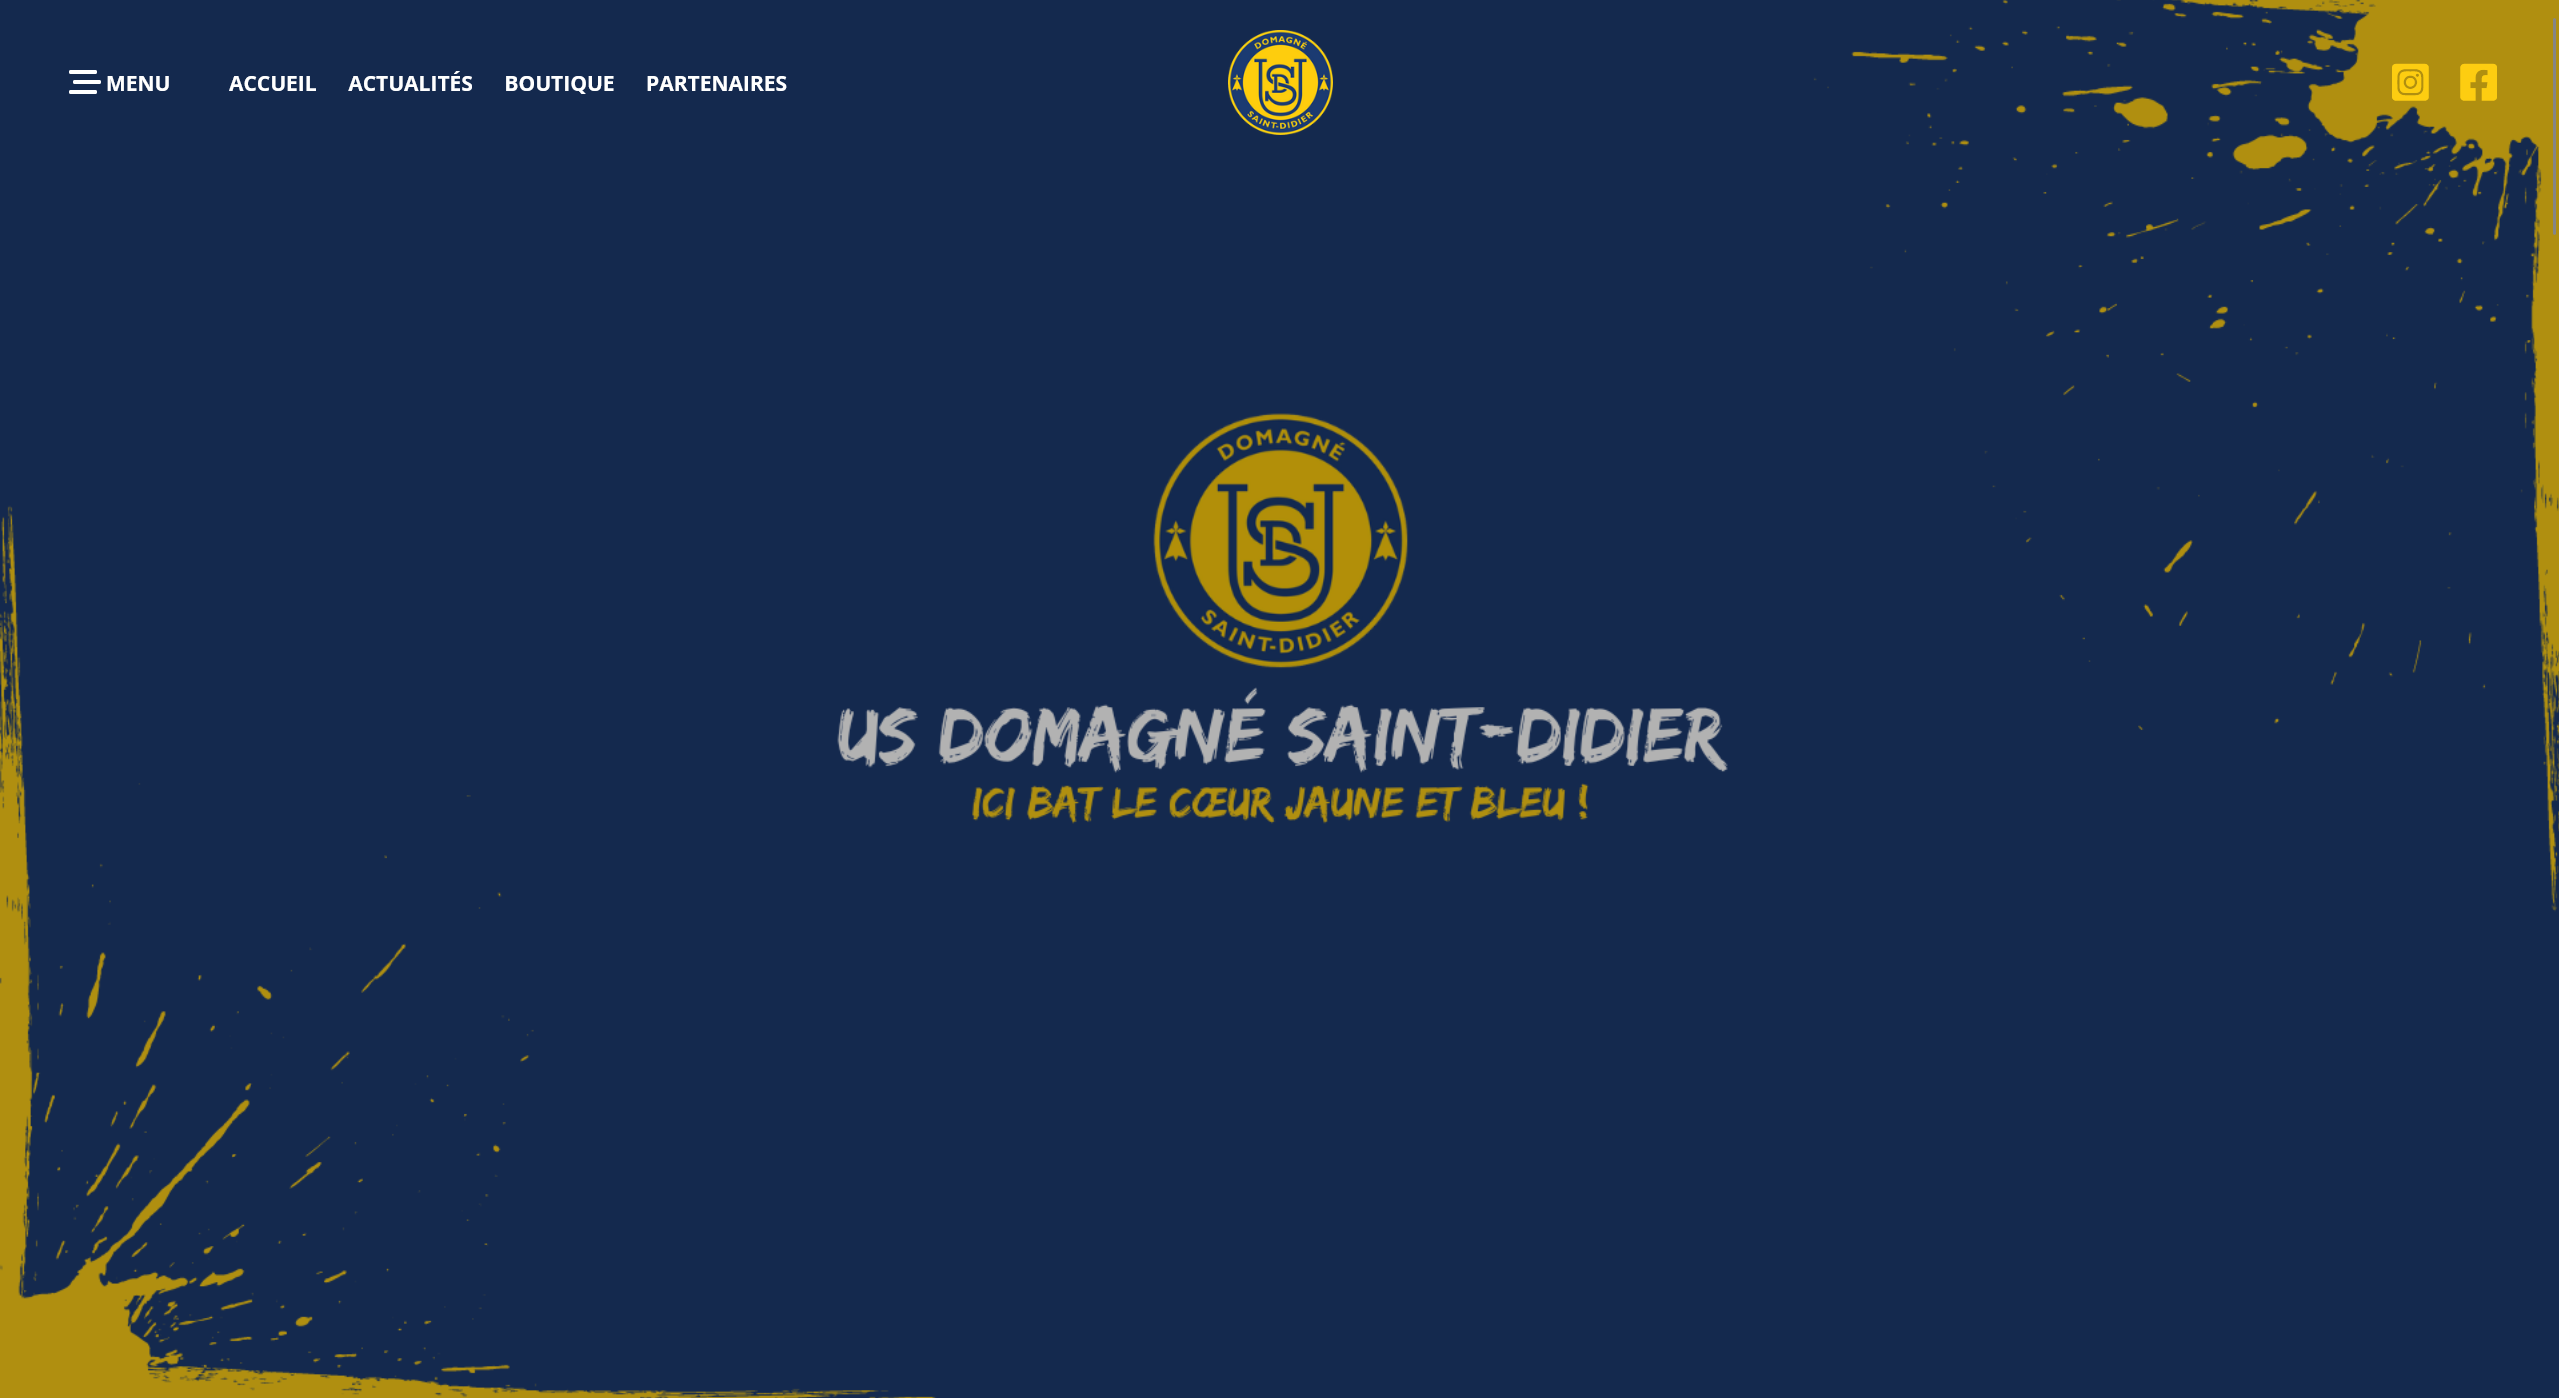 MENU ACCUEIL ACTUALITÉS BOUTIQUE PARTENAIRES
DOMAGNÉ
USD
SAINT-DIDIER
DOMAGNÉ
USD
SAINT-DIDIER
US DOMAGNÉ SAINT-DIDIER
ICI BAT LE CŒUR JAUNE ET BLEU !